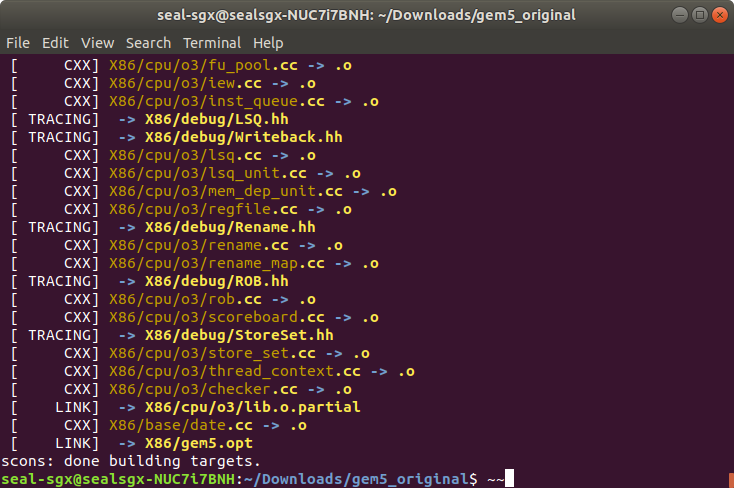 seal-sgx@sealsgx-NUC7i7BNH: ~/Downloads/gem5_original
File Edit View Search Terminal Help
[     CXX] X86/cpu/o3/fu_pool.cc -> .o
[     CXX] X86/cpu/o3/iew.cc -> .o
[     CXX] X86/cpu/o3/inst_queue.cc -> .o
[ TRACING]  -> X86/debug/LSQ.hh
[ TRACING]  -> X86/debug/Writeback.hh
[     CXX] X86/cpu/o3/lsq.cc -> .o
[     CXX] X86/cpu/o3/lsq_unit.cc -> .o
[     CXX] X86/cpu/o3/mem_dep_unit.cc -> .o
[     CXX] X86/cpu/o3/regfile.cc -> .o
[ TRACING]  -> X86/debug/Rename.hh
[     CXX] X86/cpu/o3/rename.cc -> .o
[     CXX] X86/cpu/o3/rename_map.cc -> .o
[ TRACING]  -> X86/debug/ROB.hh
[     CXX] X86/cpu/o3/rob.cc -> .o
[     CXX] X86/cpu/o3/scoreboard.cc -> .o
[ TRACING]  -> X86/debug/StoreSet.hh
[     CXX] X86/cpu/o3/store_set.cc -> .o
[     CXX] X86/cpu/o3/thread_context.cc -> .o
[     CXX] X86/cpu/o3/checker.cc -> .o
[    LINK]  -> X86/cpu/o3/lib.o.partial
[     CXX] X86/base/date.cc -> .o
[    LINK]  -> X86/gem5.opt
scons: done building targets.
seal-sgx@sealsgx-NUC7i7BNH:~/Downloads/gem5_original$ ~~